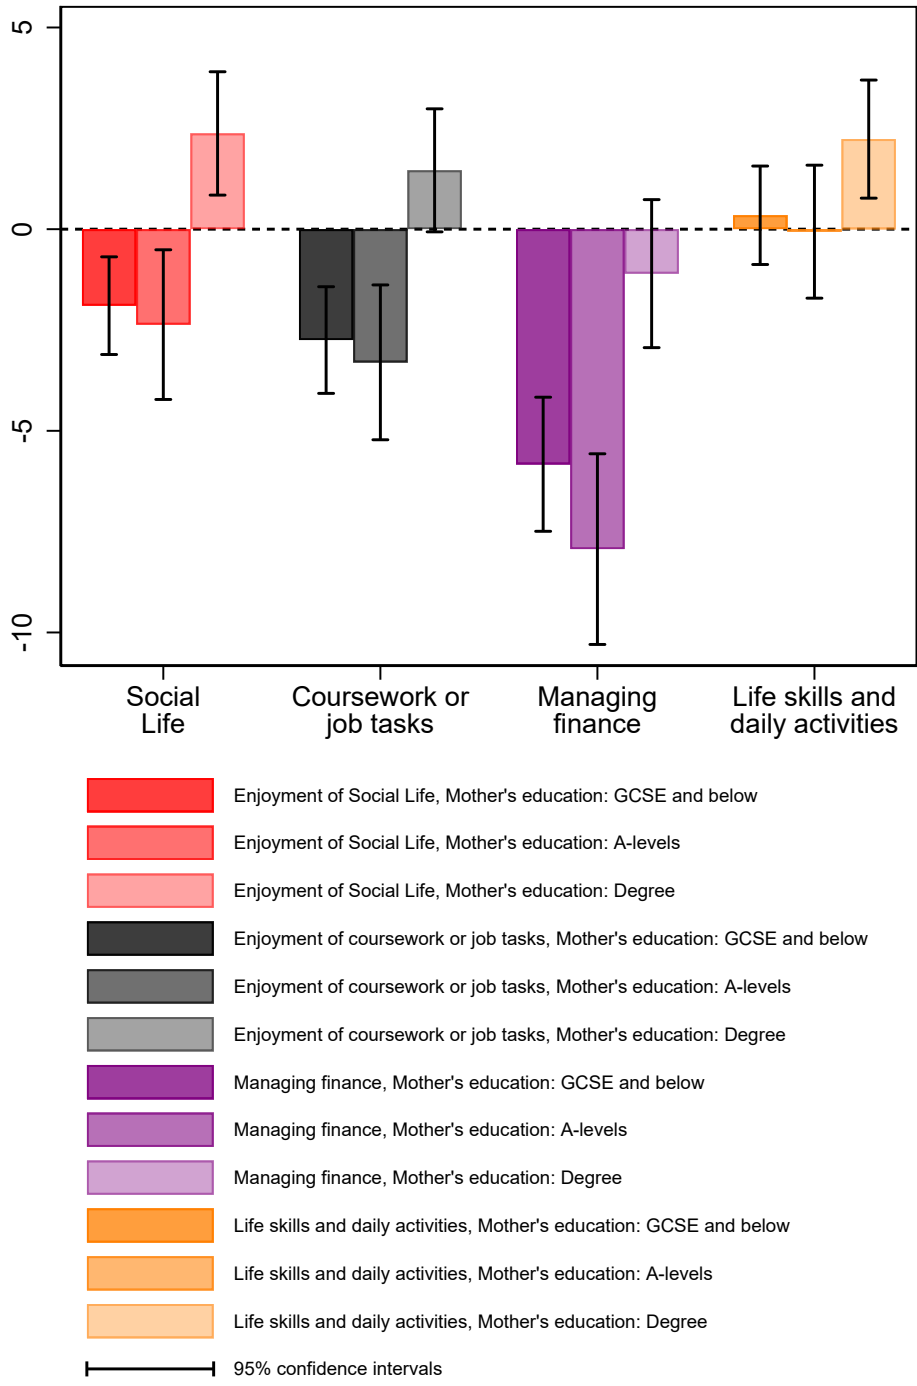 5
0
-5
-10
Social Life
Coursework or job tasks
Managing finance
Life skills and daily activities
Enjoyment of Social Life, Mother's education: GCSE and below
Enjoyment of Social Life, Mother's education: A-levels
Enjoyment of Social Life, Mother's education: Degree
Enjoyment of coursework or job tasks, Mother's education: GCSE and below
Enjoyment of coursework or job tasks, Mother's education: A-levels
Enjoyment of coursework or job tasks, Mother's education: Degree
Managing finance, Mother's education: GCSE and below
Managing finance, Mother's education: A-levels
Managing finance, Mother's education: Degree
Life skills and daily activities, Mother's education: GCSE and below
Life skills and daily activities, Mother's education: A-levels
Life skills and daily activities, Mother's education: Degree
95% confidence intervals